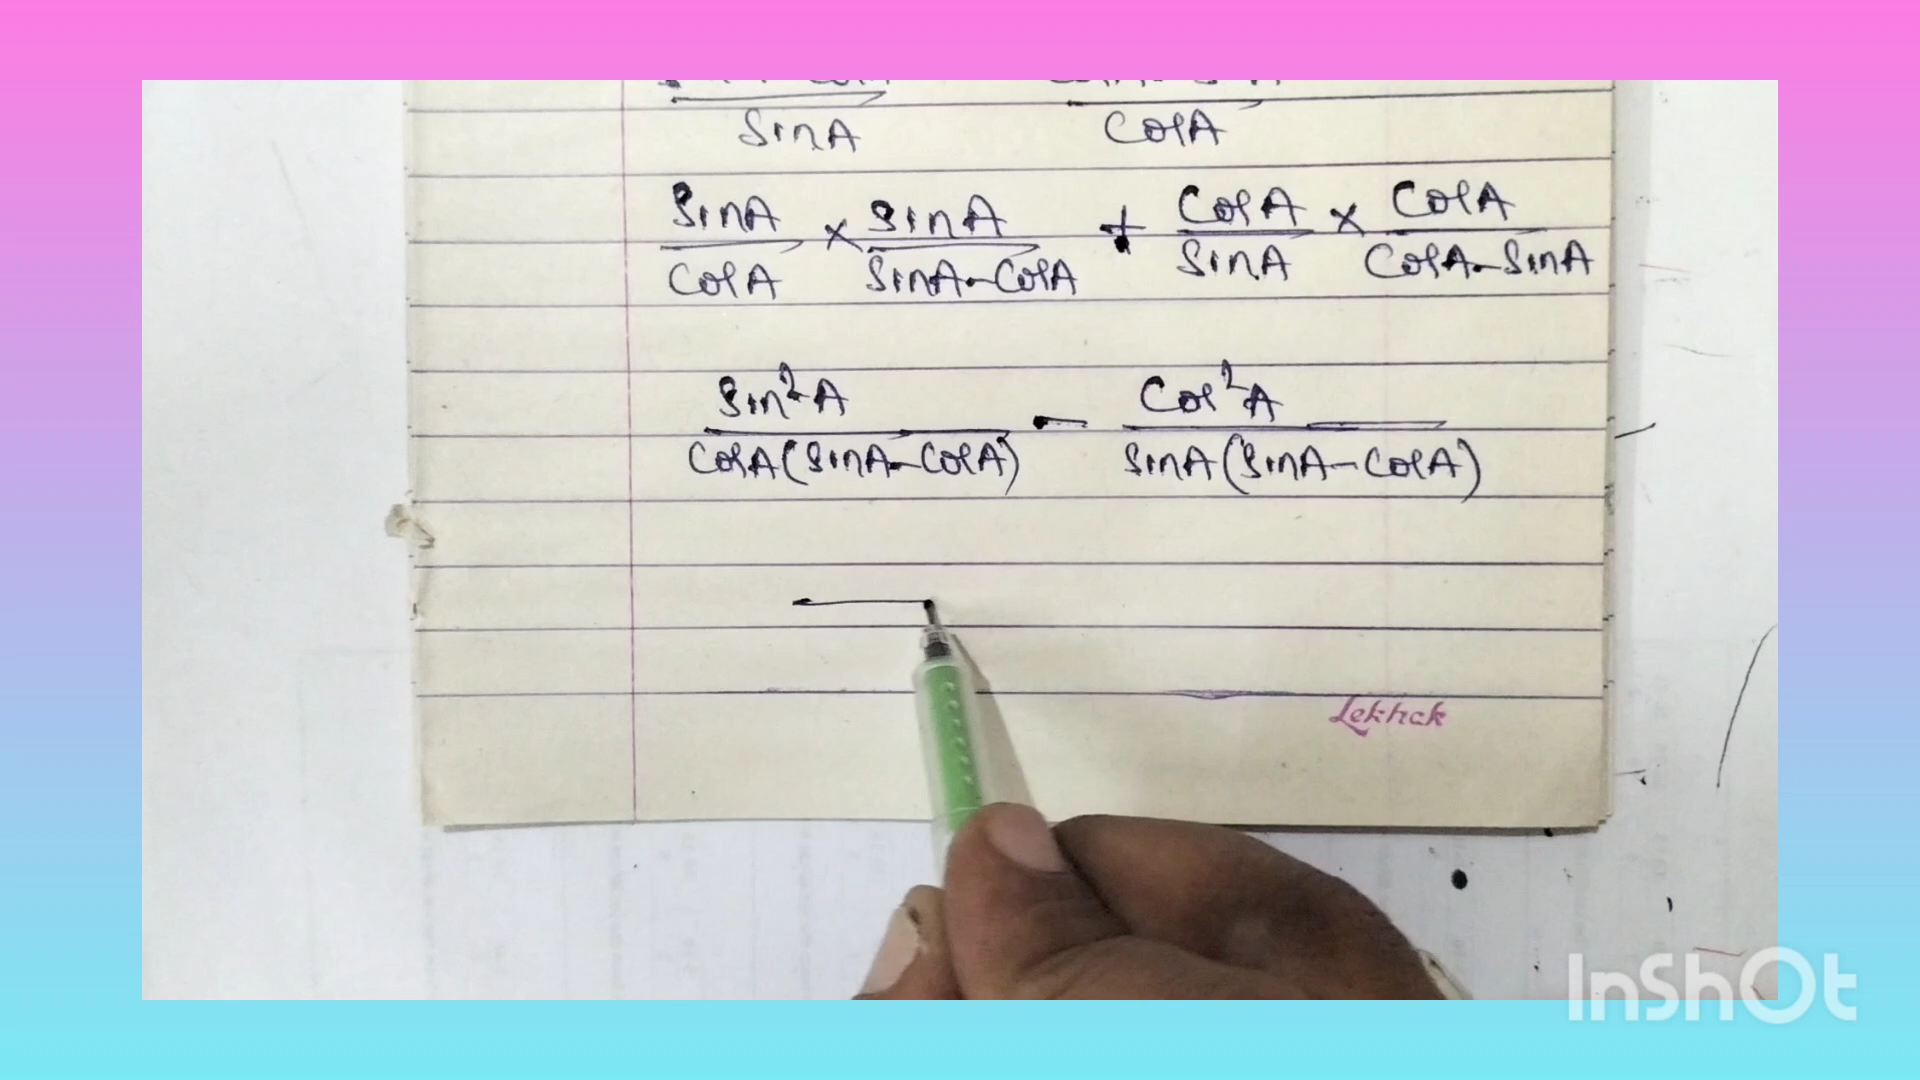 SinA CosA
SinA/CosA × SinA/SinA-CosA + CosA/SinA × CosA/CosA-SinA
Sin²A/CosA(SinA-CosA) - Cos²A/SinA(SinA-CosA)
Lekhak
InShOt